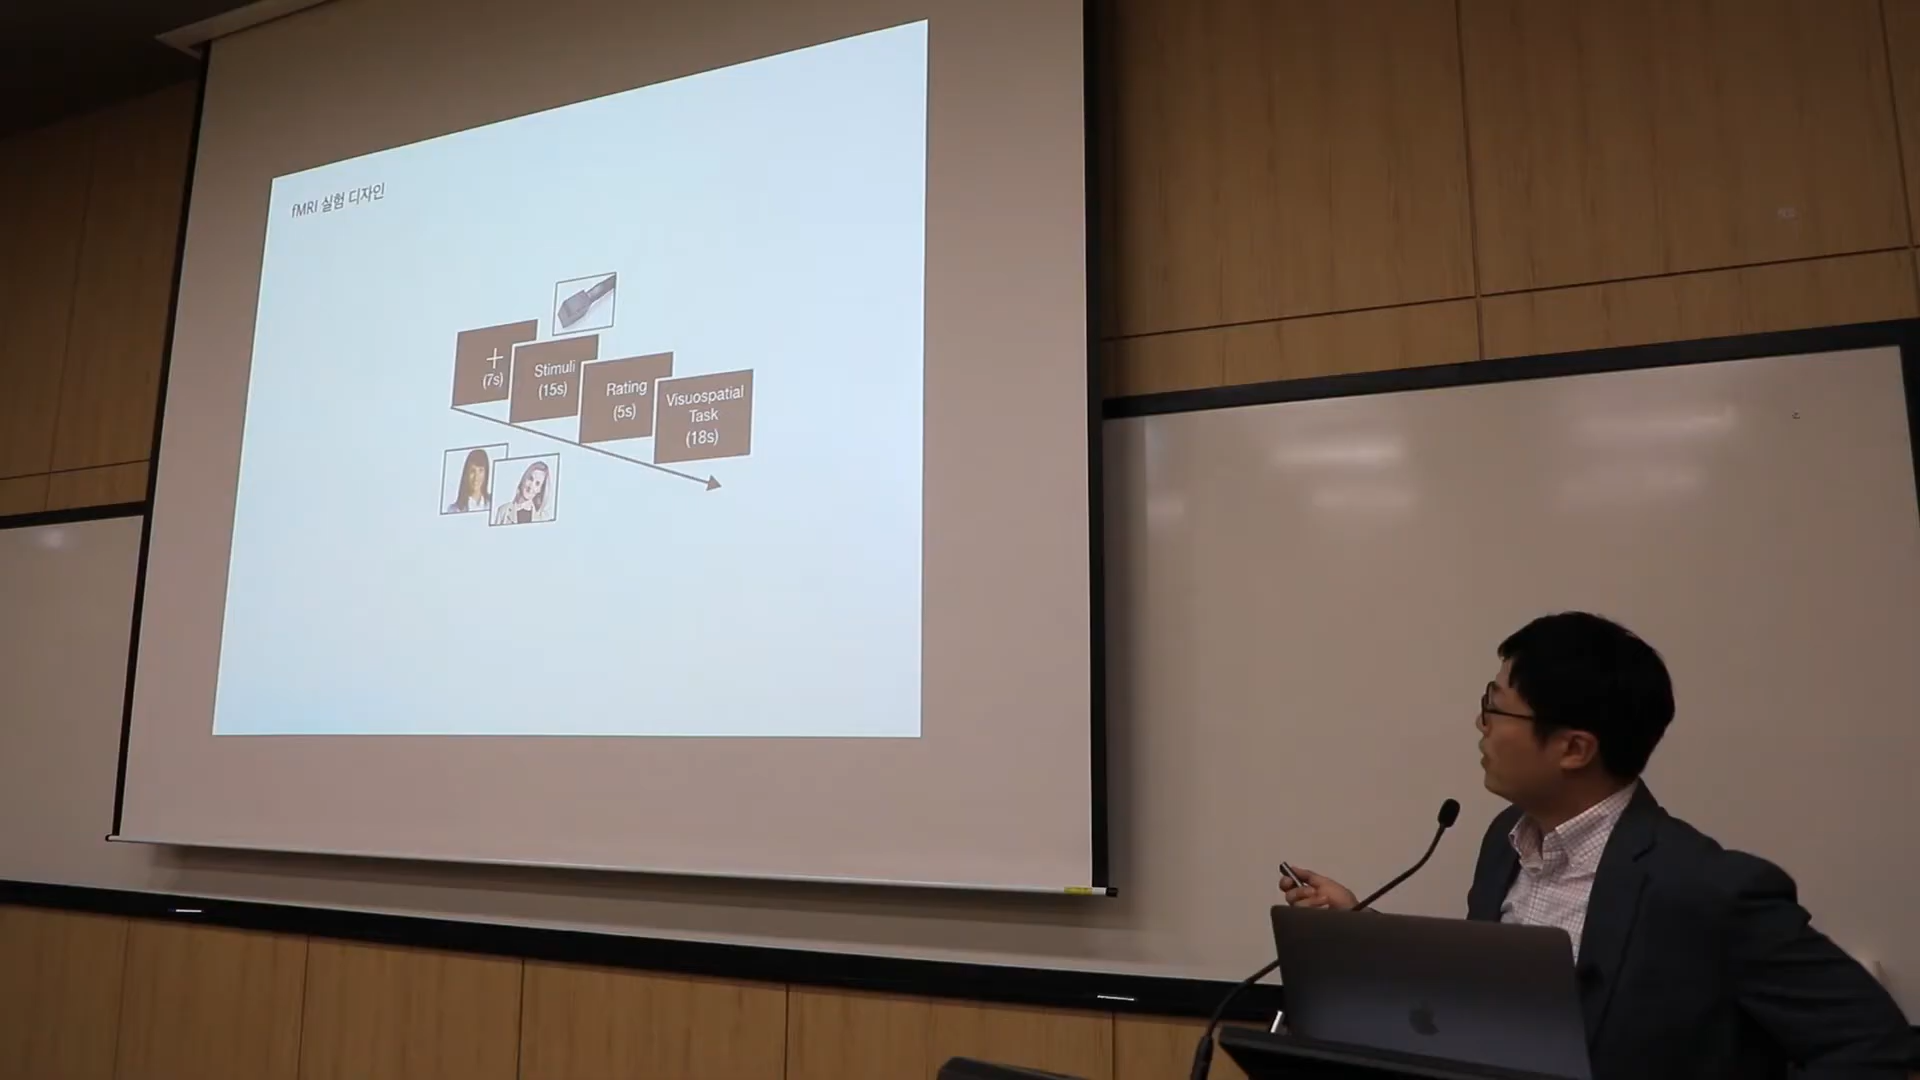 fMRI 실험 디자인
(7s)
Stimuli
(15s)
Rating
(5s)
Visuospatial
Task
(18s)